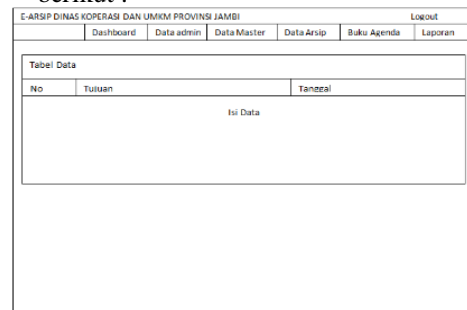 berikut :
E-ARSIP DINAS KOPERASI DAN UMKM PROVINSI JAMBI Logout
Dashboard Data admin Data Master Data Arsip Buku Agenda Laporan
Tabel Data
No Tujuan Tanggal
Isi Data